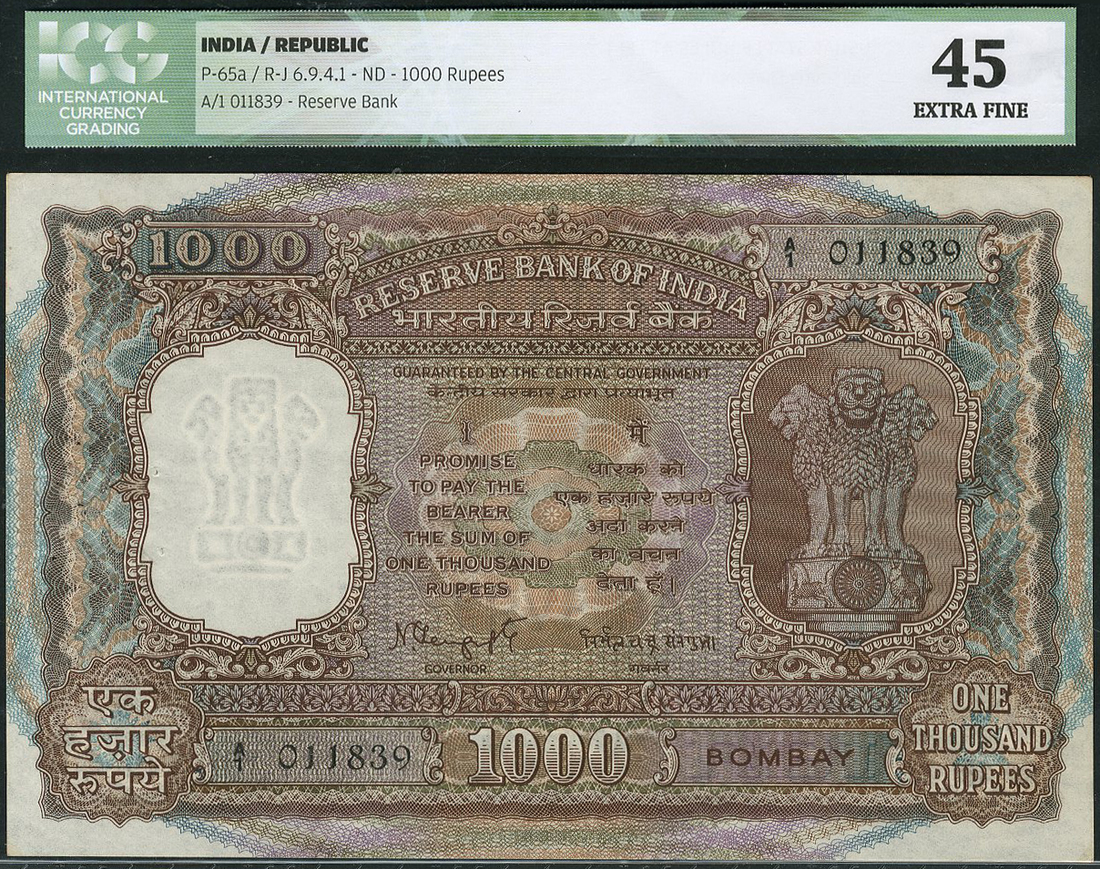 ICG
INTERNATIONAL
CURRENCY
GRADING
INDIA / REPUBLIC
P-65a / R-J 6.9.4.1 - ND - 1000 Rupees
A/1 011839 - Reserve Bank
45
EXTRA FINE
1000
A/1 011839
RESERVE BANK OF INDIA
भारतीय रिज़र्व बैंक
GUARANTEED BY THE CENTRAL GOVERNMENT
केन्द्रीय सरकार द्वारा प्रत्याभूत
I
PROMISE
TO PAY THE
BEARER
THE SUM OF
ONE THOUSAND
RUPEES
मैं
धारक को
एक हज़ार रुपये
अदा करने
का वचन
देता हूँ।
GOVERNOR
गवर्नर
एक
हज़ार
रुपये
A/1 011839
1000
BOMBAY
ONE
THOUSAND
RUPEES